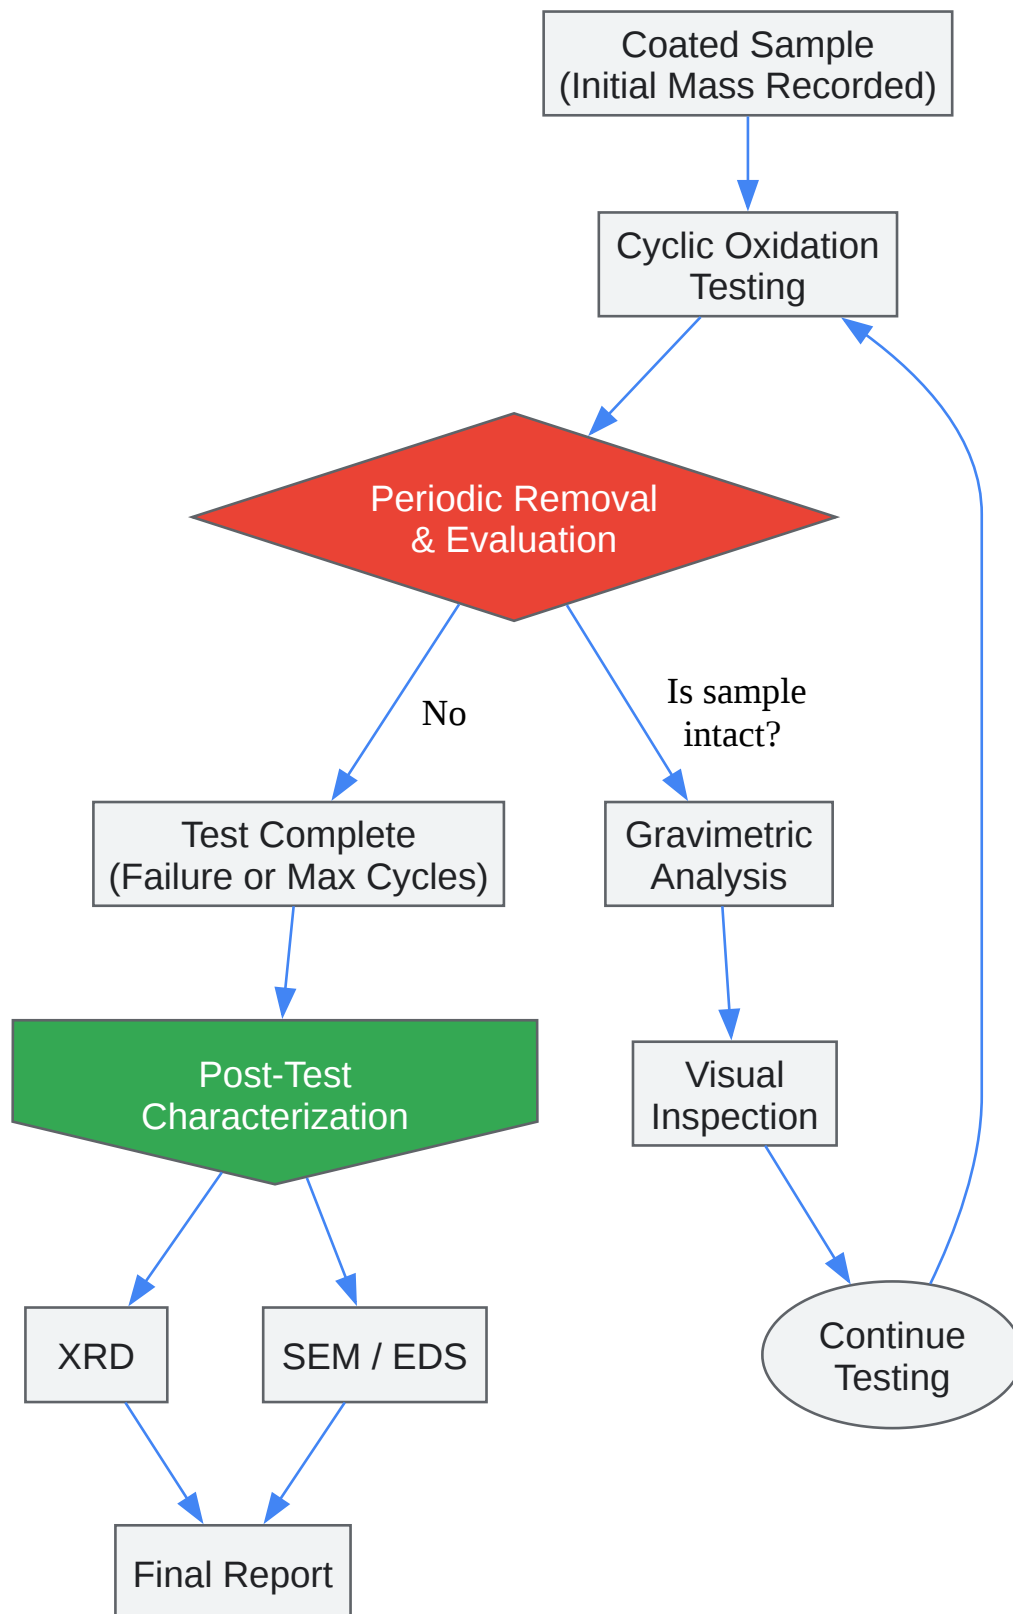 Coated Sample
(Initial Mass Recorded)
Cyclic Oxidation
Testing
Periodic Removal
& Evaluation
No
Is sample
intact?
Test Complete
(Failure or Max Cycles)
Gravimetric
Analysis
Post-Test
Characterization
Visual
Inspection
XRD
SEM / EDS
Continue
Testing
Final Report